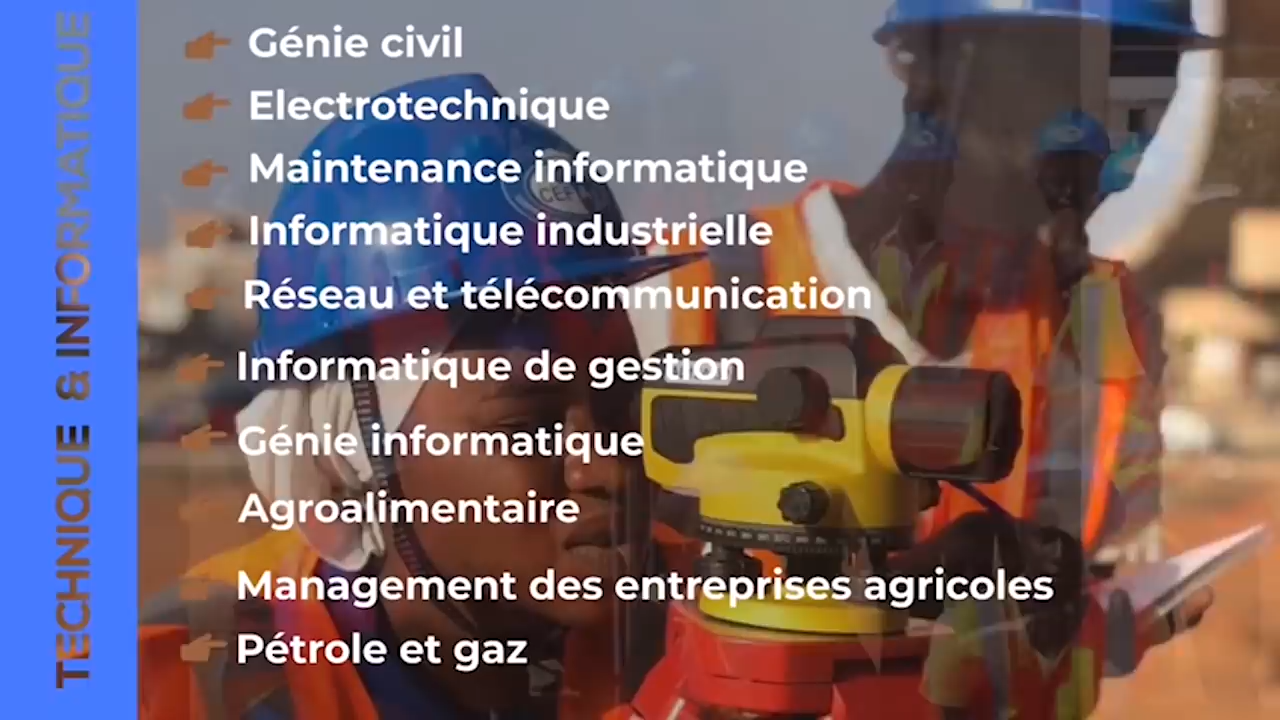 TECHNIQUE & INFORMATIQUE
Génie civil
Electrotechnique
Maintenance informatique
Informatique industrielle
Réseau et télécommunication
Informatique de gestion
Génie informatique
Agroalimentaire
Management des entreprises agricoles
Pétrole et gaz